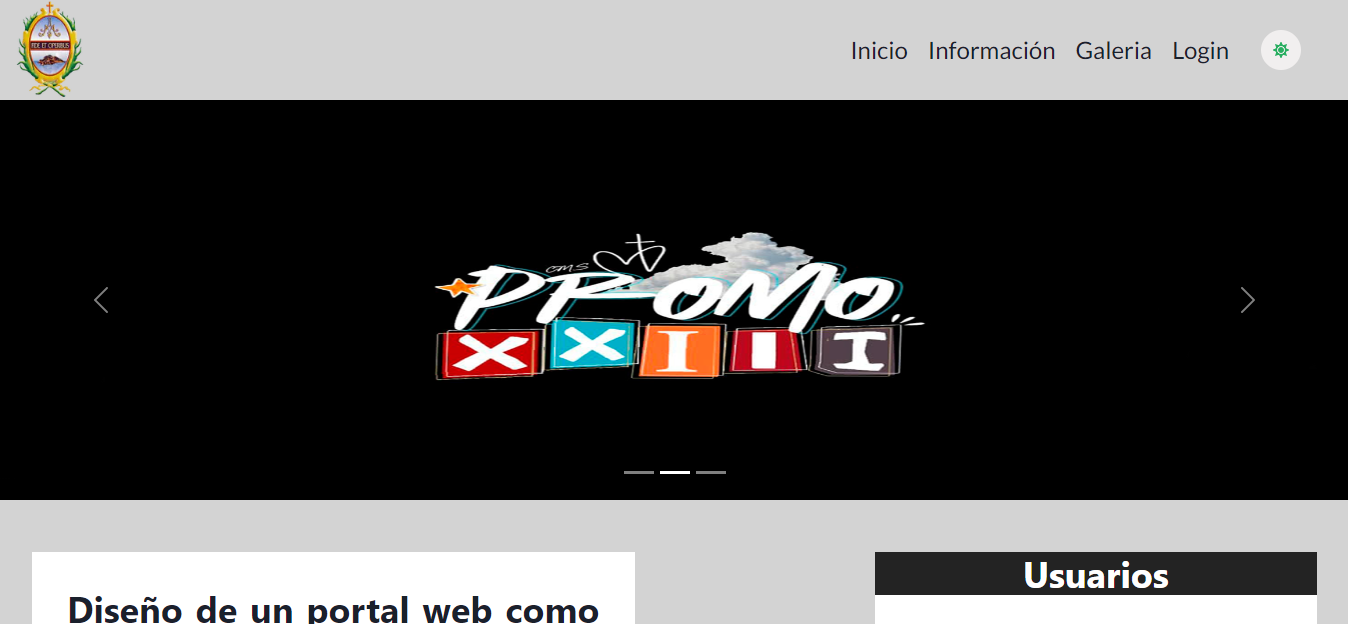 FIDE ET OPERIBUS
Inicio Información Galeria Login
CMS
PROMO
XXIII
Diseño de un portal web como
Usuarios